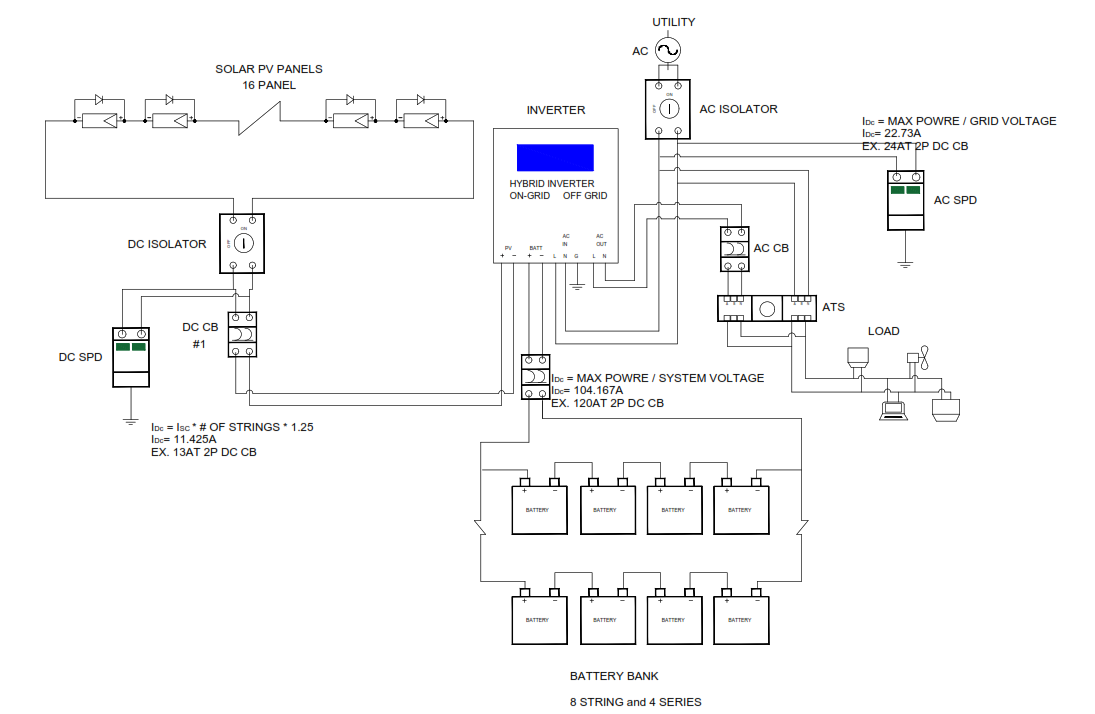 UTILITY
AC
SOLAR PV PANELS
16 PANEL
AC ISOLATOR
ON
OFF
INVERTER
IDc = MAX POWRE / GRID VOLTAGE
IDc= 22.73A
EX. 24AT 2P DC CB
HYBRID INVERTER
ON-GRID OFF GRID
AC SPD
DC ISOLATOR
ON
OFF
PV BATT AC IN AC OUT
+ − + − L N G L N
AC CB
ATS
A B N A B N
DC CB
#1
DC SPD
LOAD
IDc = MAX POWRE / SYSTEM VOLTAGE
IDc= 104.167A
EX. 120AT 2P DC CB
IDc = ISC * # OF STRINGS * 1.25
IDc= 11.425A
EX. 13AT 2P DC CB
+ − + − + − + −
BATTERY BATTERY BATTERY BATTERY
+ − + − + − + −
BATTERY BATTERY BATTERY BATTERY
BATTERY BANK
8 STRING and 4 SERIES